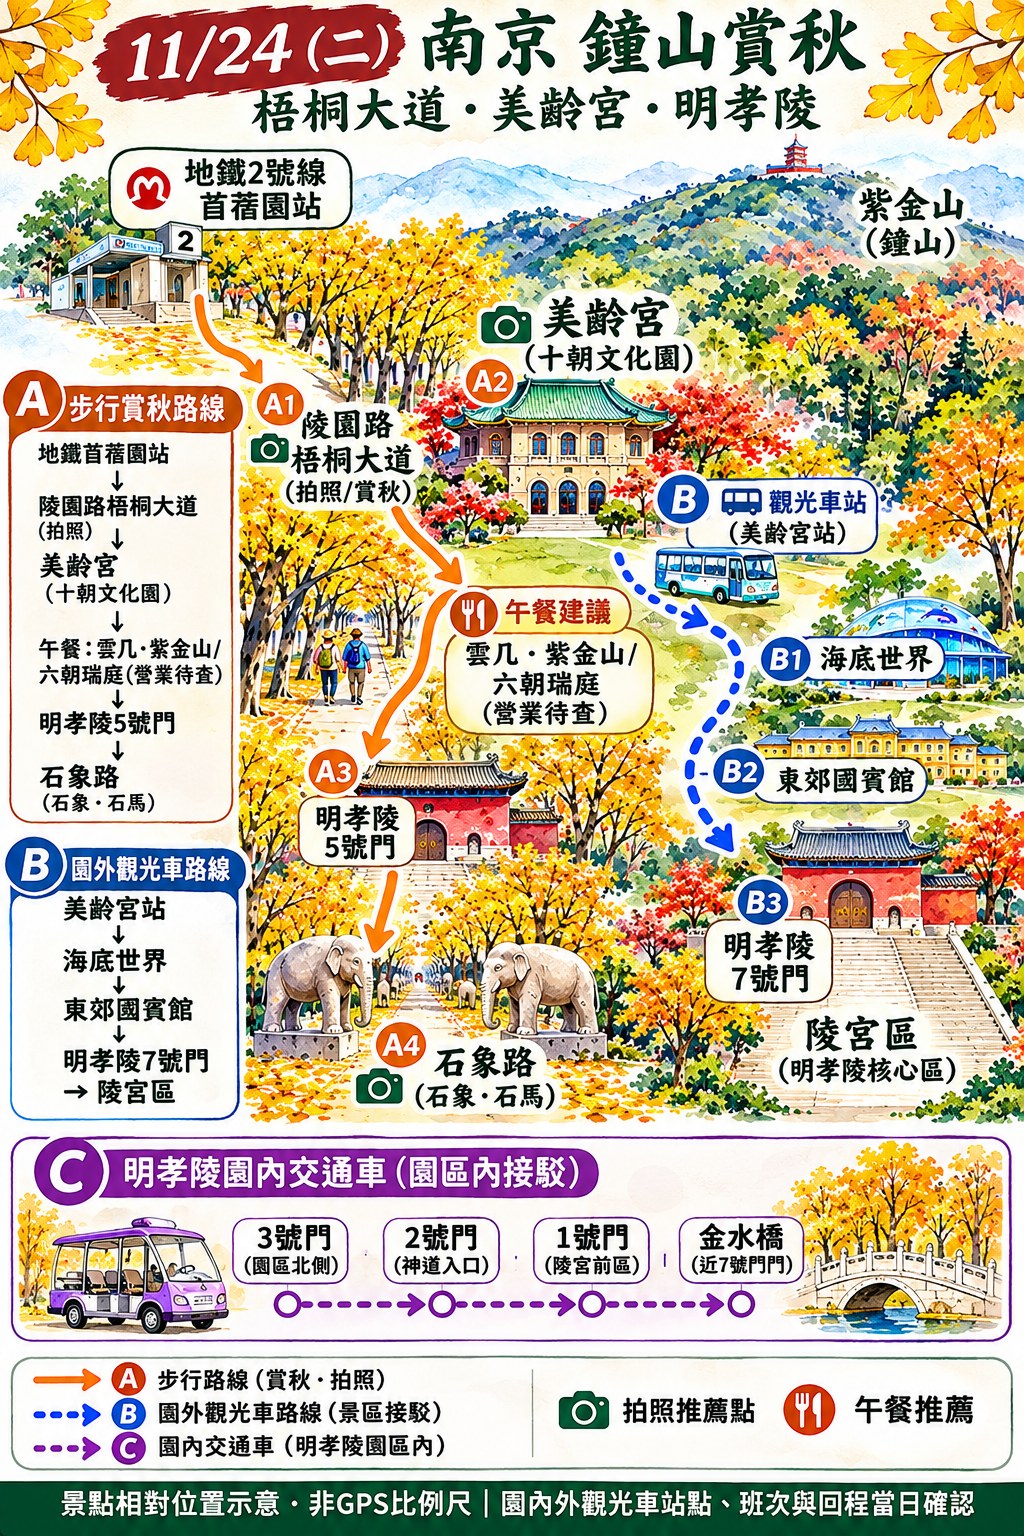 11/24(二) 南京 鐘山賞秋
梧桐大道・美齡宮・明孝陵
地鐵2號線
首蓿園站
2
紫金山
(鐘山)
美齡宮
(十朝文化園)
A2
A1
陵園路
梧桐大道
(拍照/賞秋)
A 步行賞秋路線
地鐵首蓿園站
↓
陵園路梧桐大道
(拍照) ↓
美齡宮
(十朝文化園)
↓
午餐:雲几・紫金山/
六朝瑞庭(營業待查)
↓
明孝陵5號門
↓
石象路
(石象・石馬)
B 觀光車站
(美齡宮站)
午餐建議
雲几・紫金山/
六朝瑞庭
(營業待查)
B1 海底世界
B2 東郊國賓館
A3
明孝陵
5號門
B3
明孝陵
7號門
陵宮區
(明孝陵核心區)
A4
石象路
(石象・石馬)
B 園外觀光車路線
美齡宮站
↓
海底世界
↓
東郊國賓館
↓
明孝陵7號門
→ 陵宮區
C 明孝陵園內交通車(園區內接駁)
3號門
(園區北側)
2號門
(神道入口)
1號門
(陵宮前區)
金水橋
(近7號門門)
A 步行路線(賞秋・拍照)
B 園外觀光車路線(景區接駁)
C 園內交通車(明孝陵園區內)
拍照推薦點
午餐推薦
景點相對位置示意・非GPS比例尺|園內外觀光車站點、班次與回程當日確認